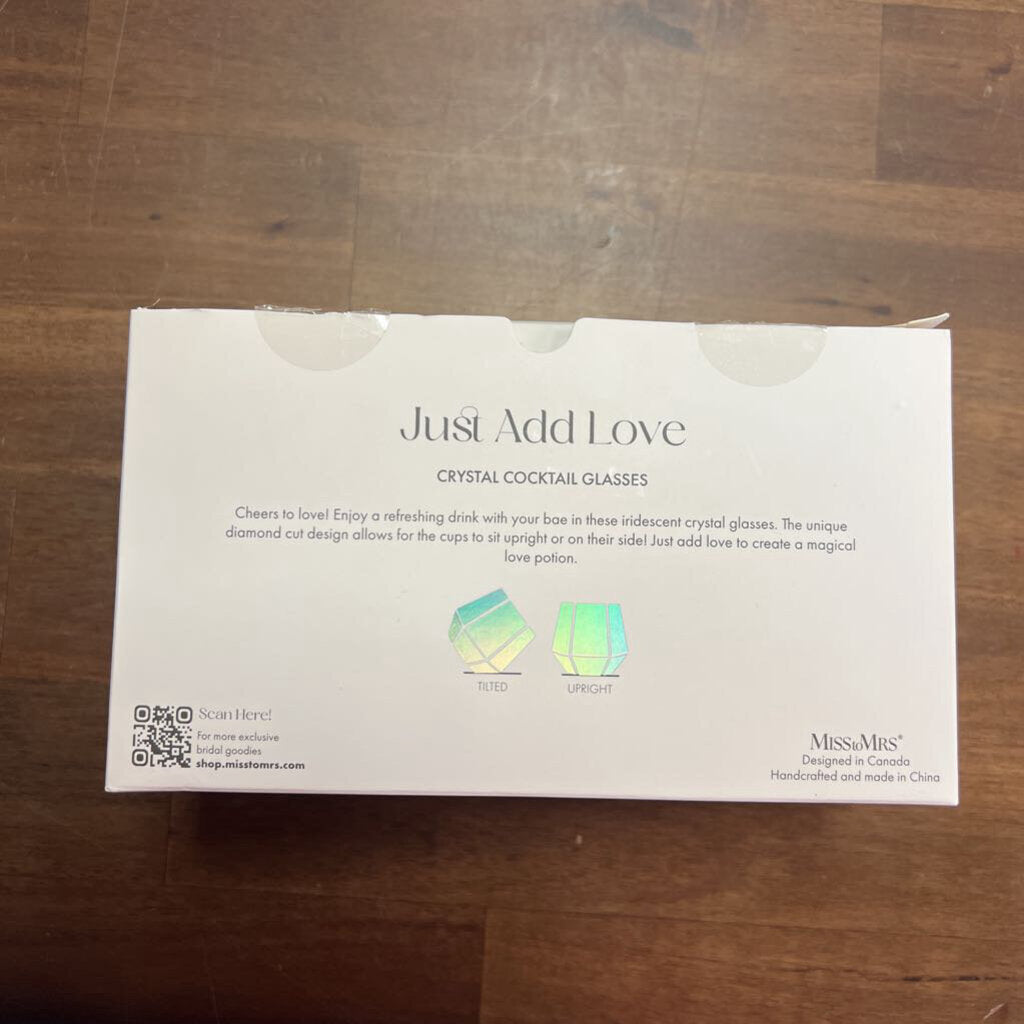 Just Add Love
CRYSTAL COCKTAIL GLASSES
Cheers to love! Enjoy a refreshing drink with your bae in these iridescent crystal glasses. The unique
diamond cut design allows for the cups to sit upright or on their side! Just add love to create a magical
love potion.
TILTED
UPRIGHT
Scan Here!
For more exclusive
bridal goodies
shop.misstomrs.com
MISStoMRS®
Designed in Canada
Handcrafted and made in China